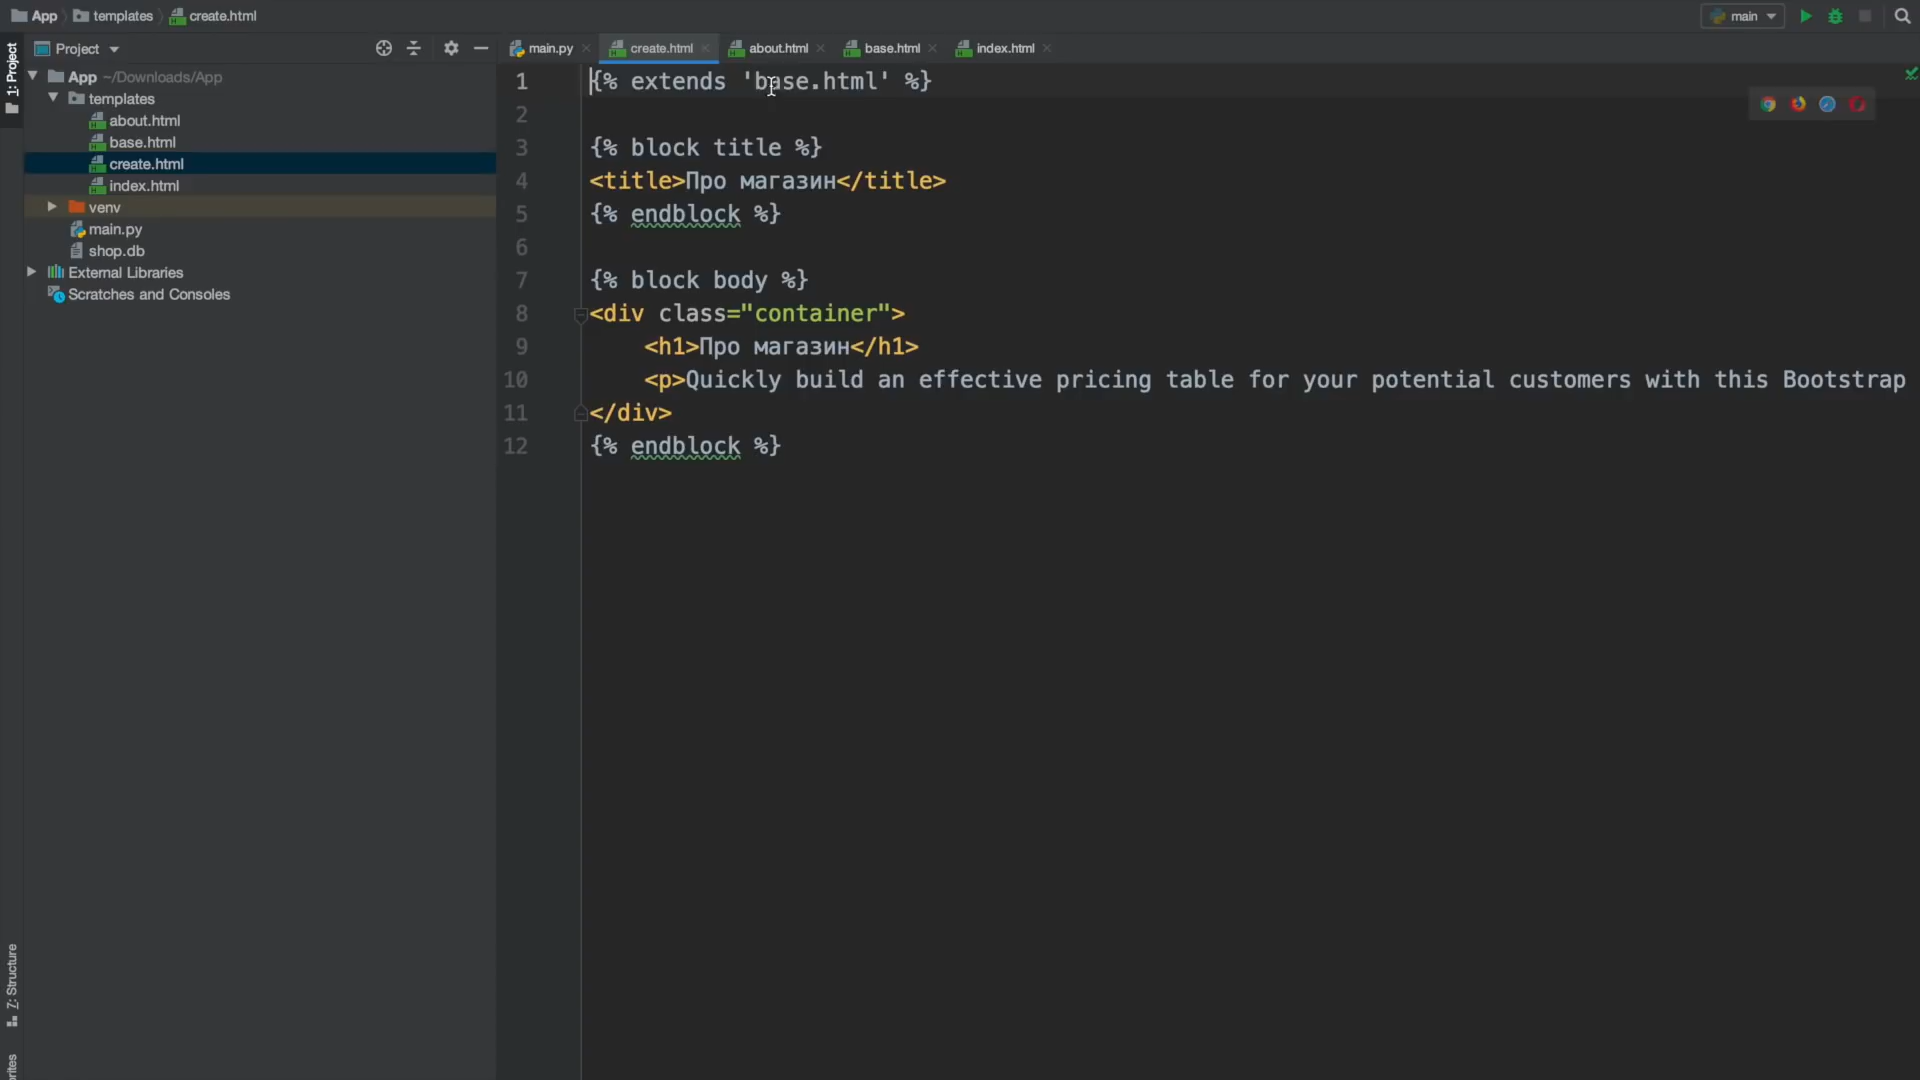 App templates create.html main
1: Project
Project
main.py create.html about.html base.html index.html
App ~/Downloads/App
templates
about.html
base.html
create.html
index.html
venv
main.py
shop.db
External Libraries
Scratches and Consoles
1 {% extends 'base.html' %}
2
3 {% block title %}
4 <title>Про магазин</title>
5 {% endblock %}
6
7 {% block body %}
8 <div class="container">
9 <h1>Про магазин</h1>
10 <p>Quickly build an effective pricing table for your potential customers with this Bootstrap
11 </div>
12 {% endblock %}
Z: Structure